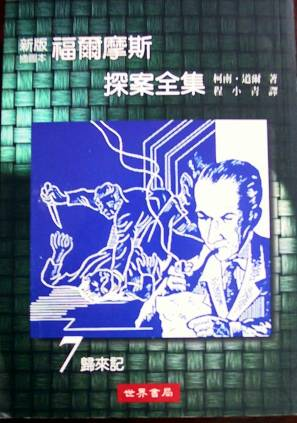 新版
繪圖本
福爾摩斯
探案全集
柯南·道爾 著
程小青 譯
7 歸來記
世界書局